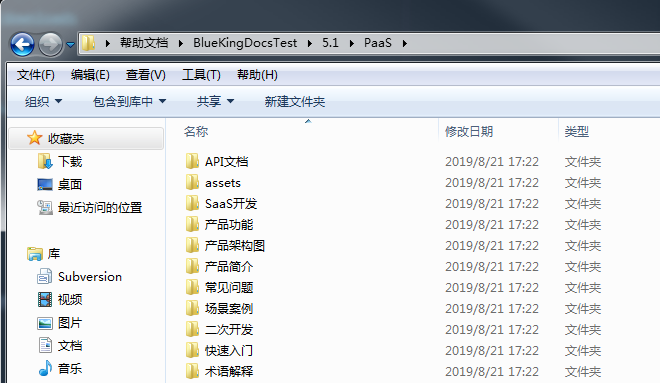 帮助文档 BlueKingDocsTest 5.1 PaaS
文件(F) 编辑(E) 查看(V) 工具(T) 帮助(H)
组织 包含到库中 共享 新建文件夹
收藏夹
下载
桌面
最近访问的位置
库
Subversion
视频
图片
文档
音乐
名称 修改日期 类型
API文档 2019/8/21 17:22 文件夹
assets 2019/8/21 17:22 文件夹
SaaS开发 2019/8/21 17:22 文件夹
产品功能 2019/8/21 17:22 文件夹
产品架构图 2019/8/21 17:22 文件夹
产品简介 2019/8/21 17:22 文件夹
常见问题 2019/8/21 17:22 文件夹
场景案例 2019/8/21 17:22 文件夹
二次开发 2019/8/21 17:22 文件夹
快速入门 2019/8/21 17:22 文件夹
术语解释 2019/8/21 17:22 文件夹